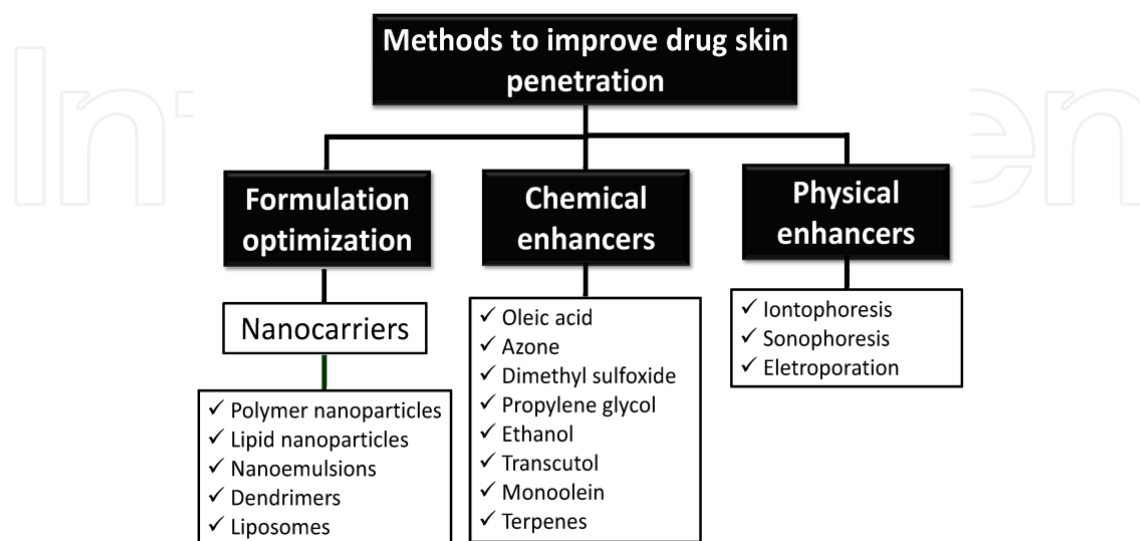 Methods to improve drug skin
penetration
Formulation
optimization
Chemical
enhancers
Physical
enhancers
Nanocarriers
✓ Polymer nanoparticles
✓ Lipid nanoparticles
✓ Nanoemulsions
✓ Dendrimers
✓ Liposomes
✓ Oleic acid
✓ Azone
✓ Dimethyl sulfoxide
✓ Propylene glycol
✓ Ethanol
✓ Transcutol
✓ Monoolein
✓ Terpenes
✓ Iontophoresis
✓ Sonophoresis
✓ Eletroporation